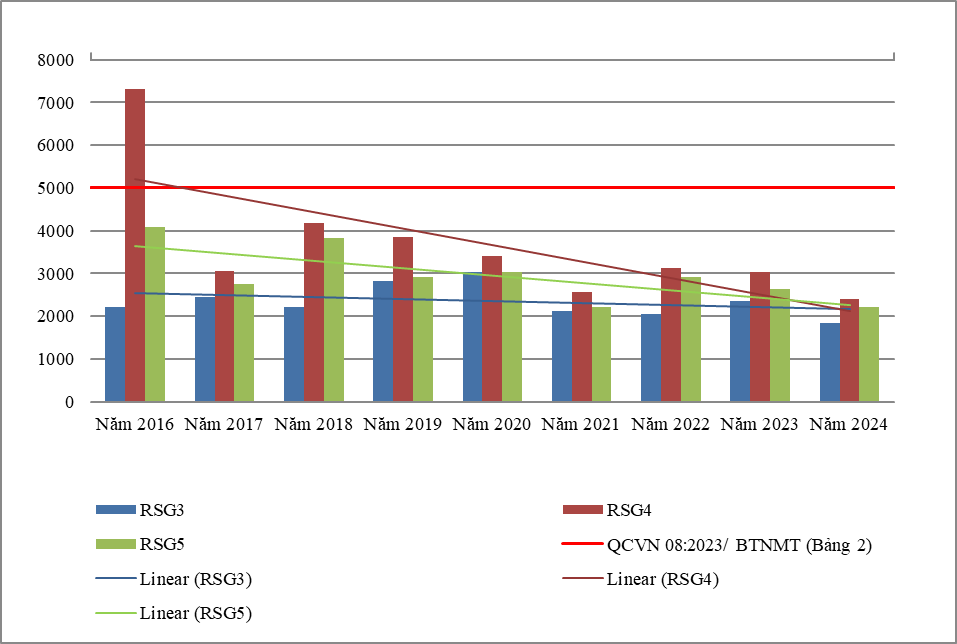 8000
7000
6000
5000
4000
3000
2000
1000
0
Năm 2016 Năm 2017 Năm 2018 Năm 2019 Năm 2020 Năm 2021 Năm 2022 Năm 2023 Năm 2024
RSG3 RSG4
RSG5 QCVN 08:2023/ BTNMT (Bảng 2)
Linear (RSG3) Linear (RSG4)
Linear (RSG5)